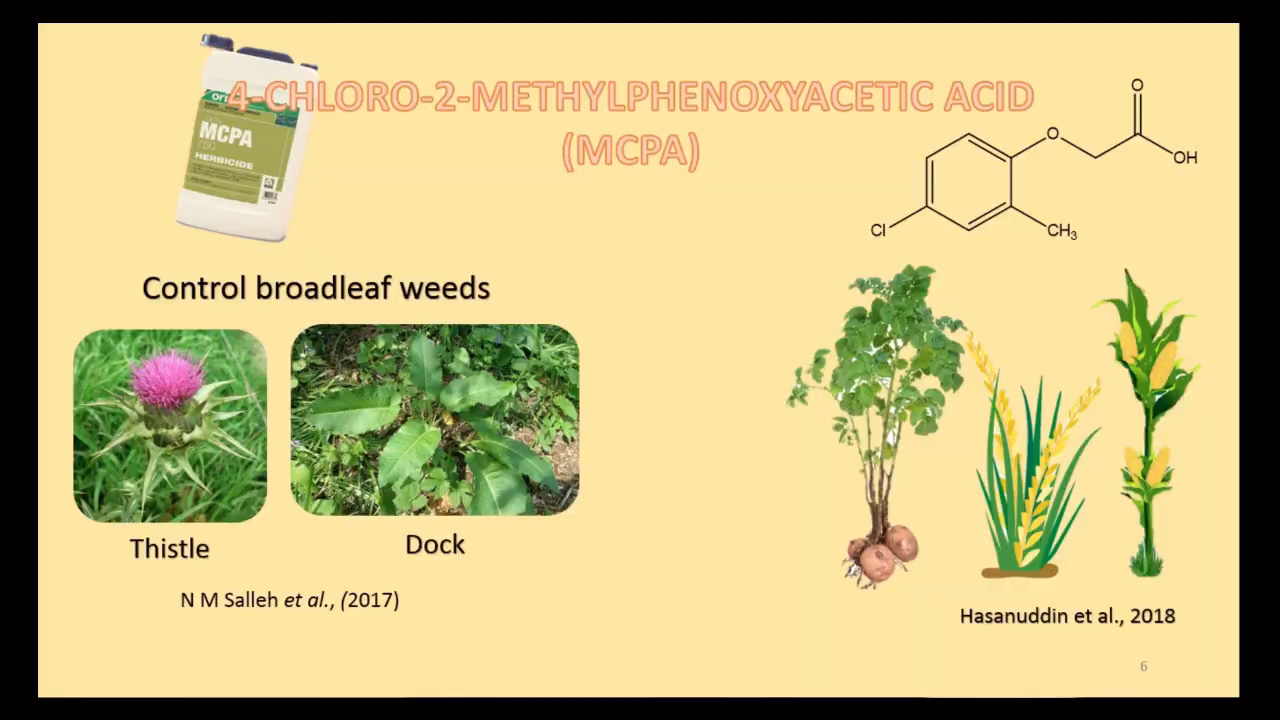 4-CHLORO-2-METHYLPHENOXYACETIC ACID
(MCPA)
MCPA
750
HERBICIDE
O
O
OH
Cl
CH₃
Control broadleaf weeds
Thistle
Dock
N M Salleh et al., (2017)
Hasanuddin et al., 2018
6